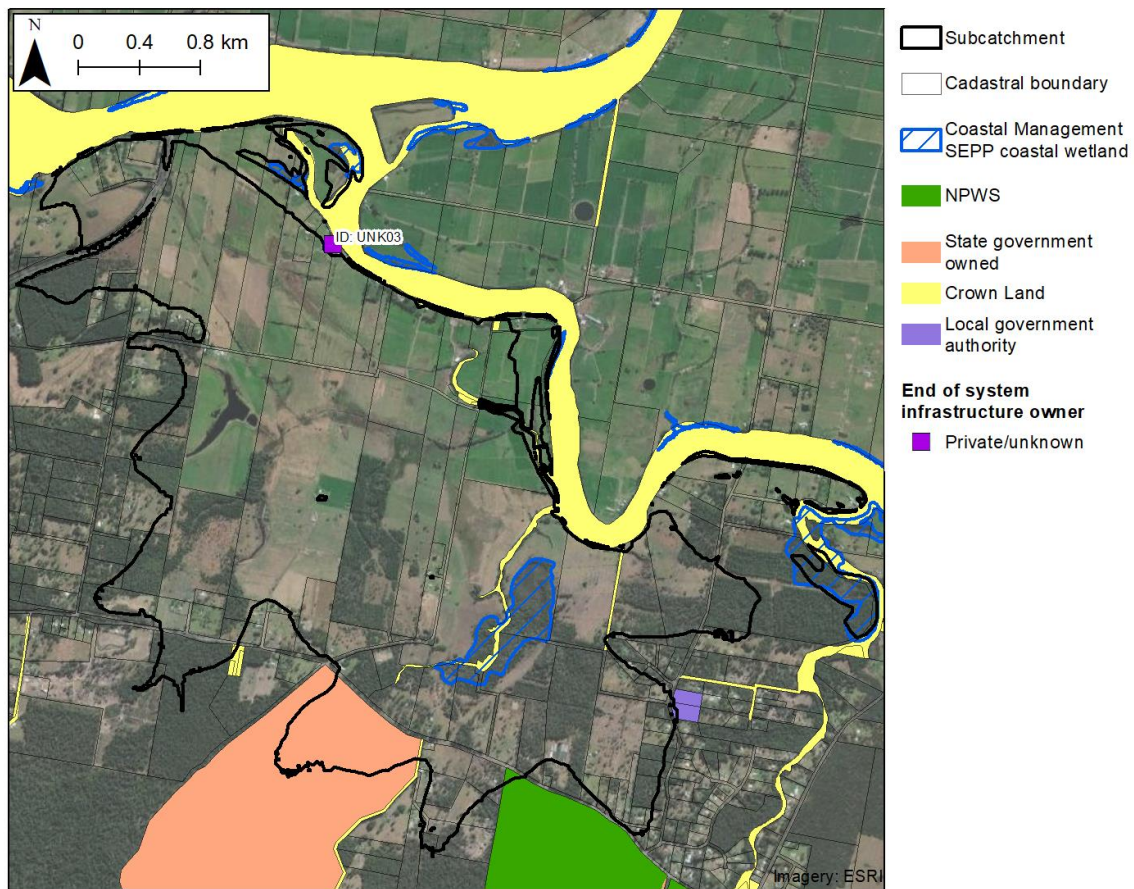 N
0 0.4 0.8 km
ID: UNK03
Imagery: ESRI
Subcatchment
Cadastral boundary
Coastal Management
SEPP coastal wetland
NPWS
State government
owned
Crown Land
Local government
authority
End of system
infrastructure owner
Private/unknown